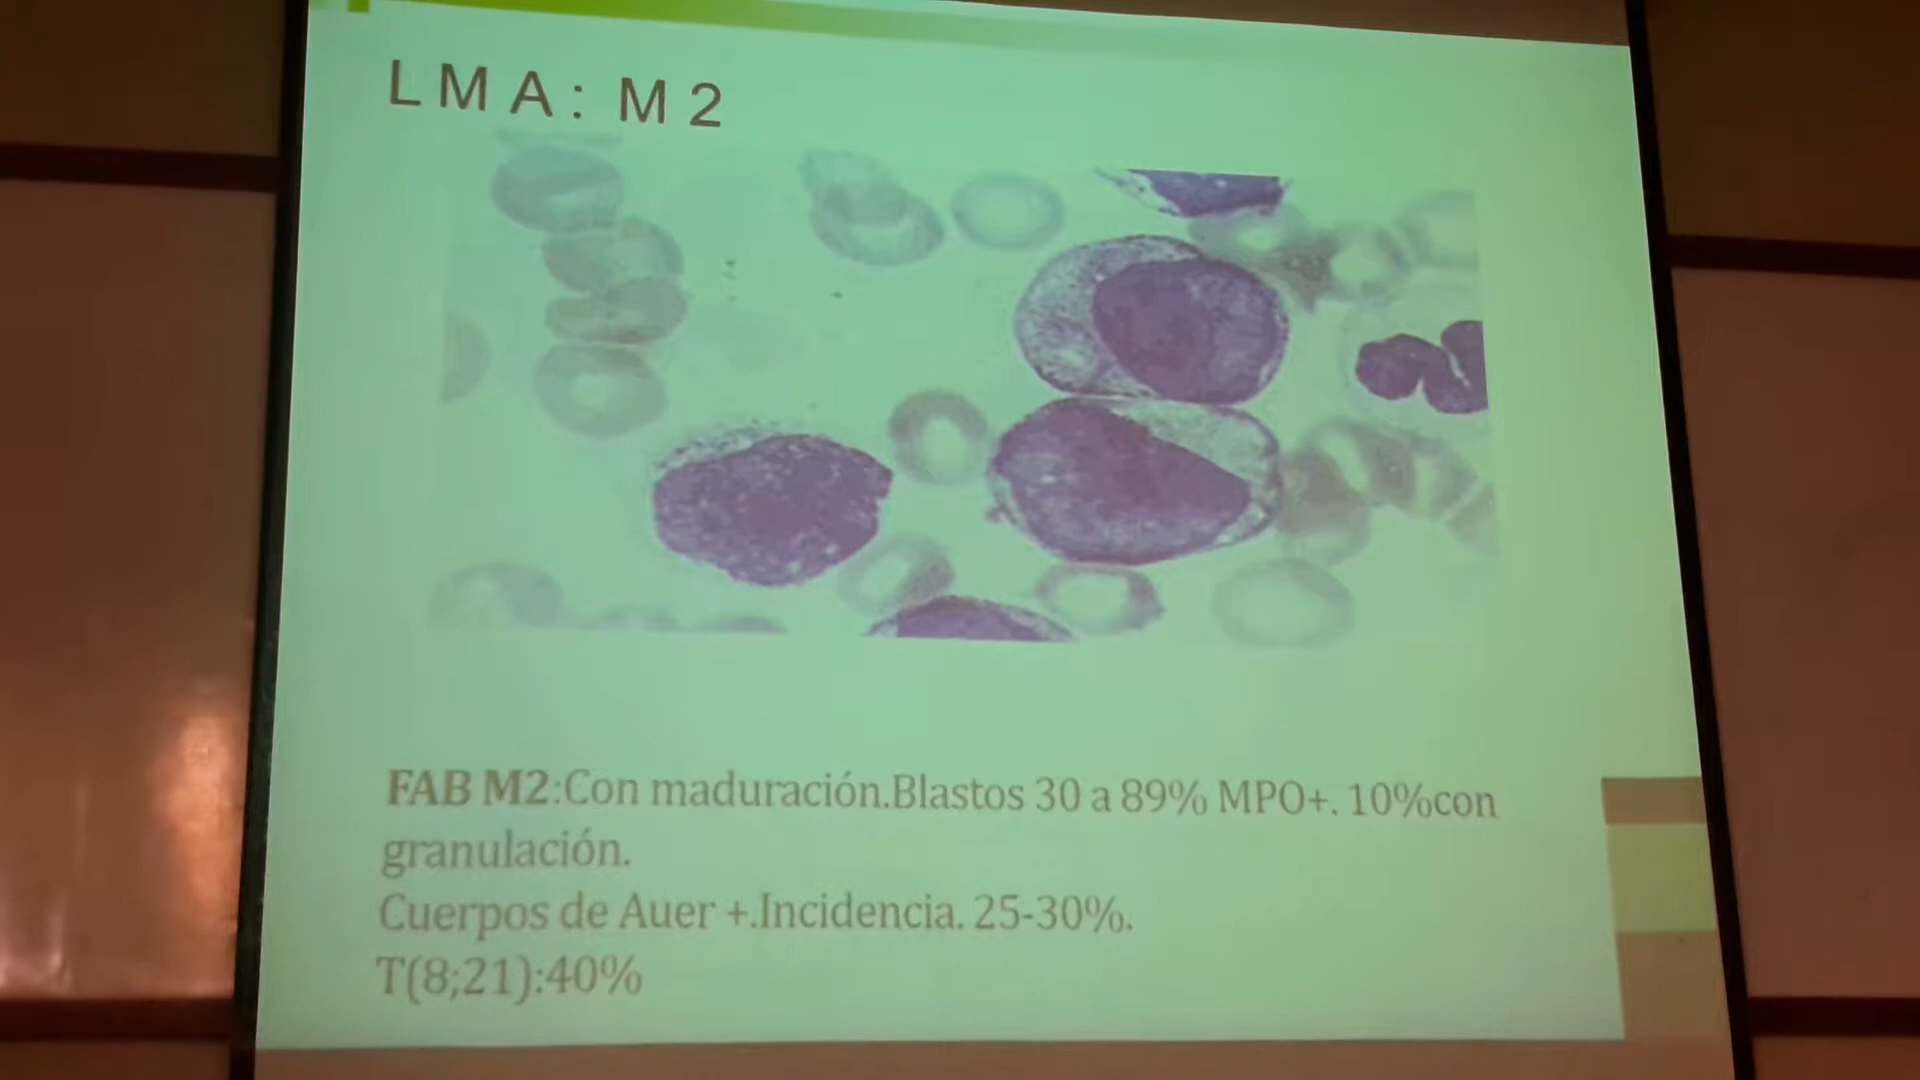 LMA: M2
FAB M2:Con maduración.Blastos 30 a 89% MPO+. 10%con
granulación.
Cuerpos de Auer +.Incidencia. 25-30%.
T(8;21):40%